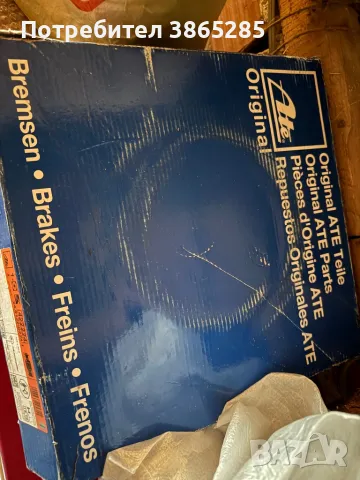 Потребител 3865285
Ate
Original
Original ATE Teile
Original ATE Parts
Pièces d'Origine ATE
Repuestos Originales ATE
Bremsen • Brakes • Freins • Frenos
BAZAR